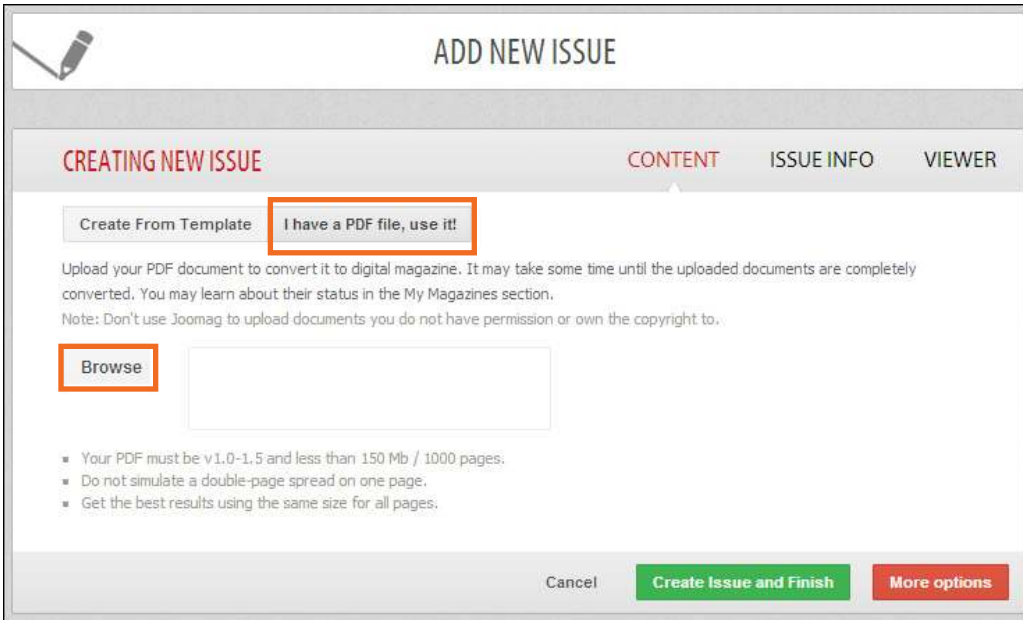 ADD NEW ISSUE
CREATING NEW ISSUE
CONTENT
ISSUE INFO
VIEWER
Create From Template
I have a PDF file, use it!
Upload your PDF document to convert it to digital magazine. It may take some time until the uploaded documents are completely
converted. You may learn about their status in the My Magazines section.
Note: Don't use Joomag to upload documents you do not have permission or own the copyright to.
Browse
Your PDF must be v1.0-1.5 and less than 150 Mb / 1000 pages.
Do not simulate a double-page spread on one page.
Get the best results using the same size for all pages.
Cancel
Create Issue and Finish
More options